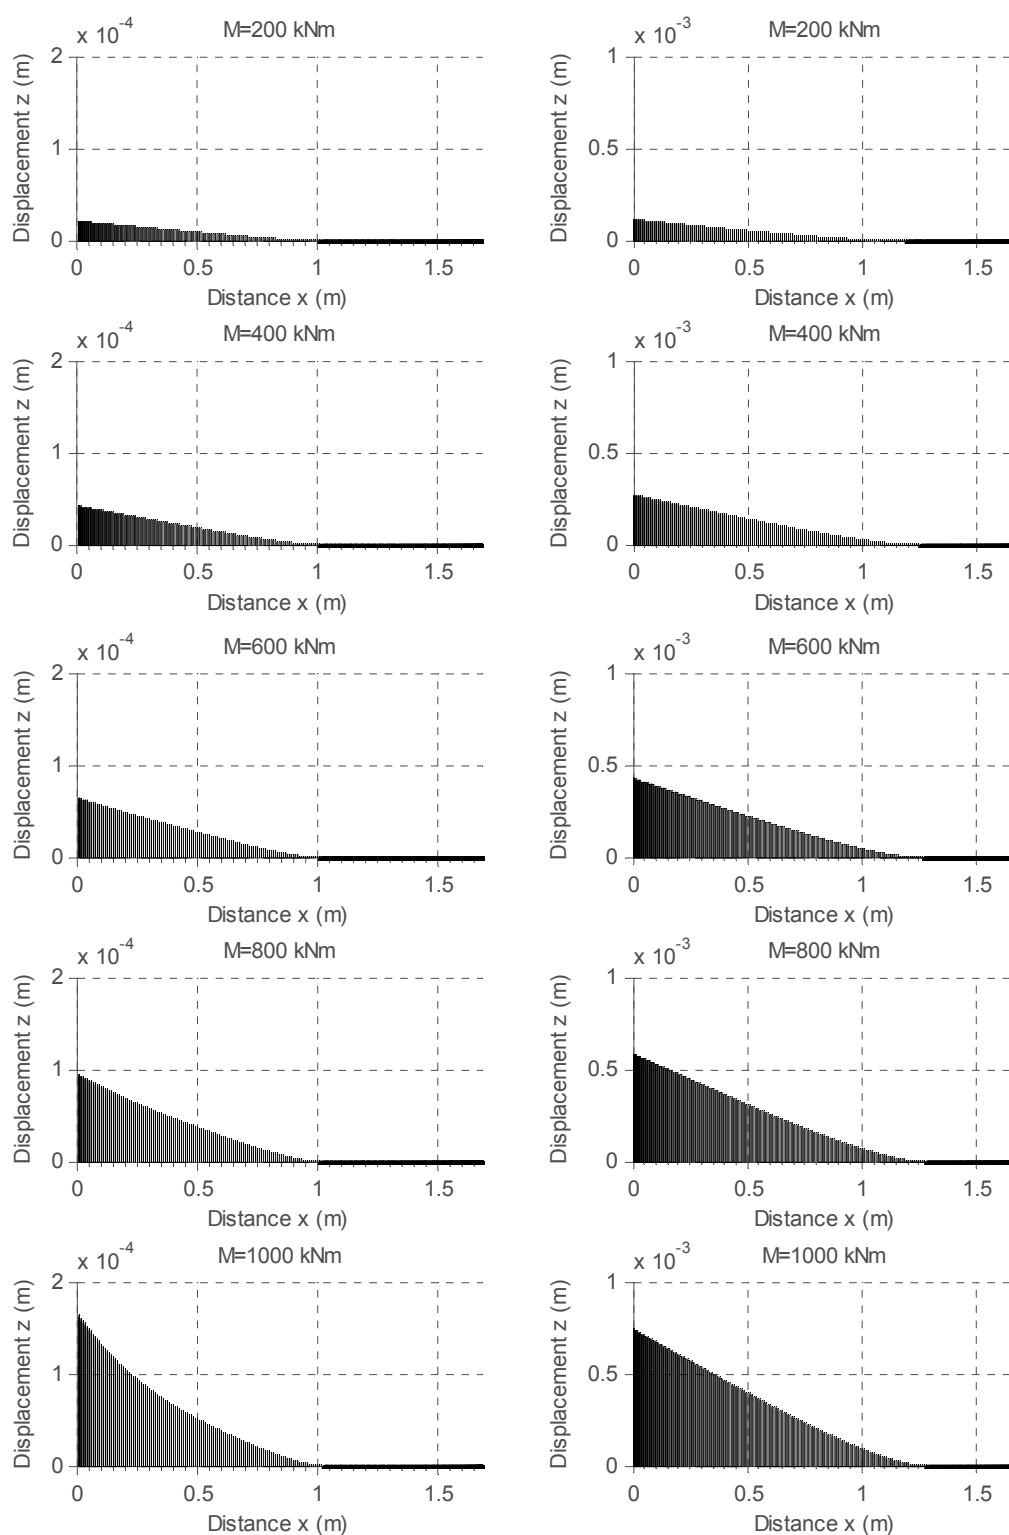 x 10-4 M=200 kNm
2
1
0
Displacement z (m)
0 0.5 1 1.5
Distance x (m)
x 10-3 M=200 kNm
1
0.5
0
Displacement z (m)
0 0.5 1 1.5
Distance x (m)
x 10-4 M=400 kNm
2
1
0
Displacement z (m)
0 0.5 1 1.5
Distance x (m)
x 10-3 M=400 kNm
1
0.5
0
Displacement z (m)
0 0.5 1 1.5
Distance x (m)
x 10-4 M=600 kNm
2
1
0
Displacement z (m)
0 0.5 1 1.5
Distance x (m)
x 10-3 M=600 kNm
1
0.5
0
Displacement z (m)
0 0.5 1 1.5
Distance x (m)
x 10-4 M=800 kNm
2
1
0
Displacement z (m)
0 0.5 1 1.5
Distance x (m)
x 10-3 M=800 kNm
1
0.5
0
Displacement z (m)
0 0.5 1 1.5
Distance x (m)
x 10-4 M=1000 kNm
2
1
0
Displacement z (m)
0 0.5 1 1.5
Distance x (m)
x 10-3 M=1000 kNm
1
0.5
0
Displacement z (m)
0 0.5 1 1.5
Distance x (m)